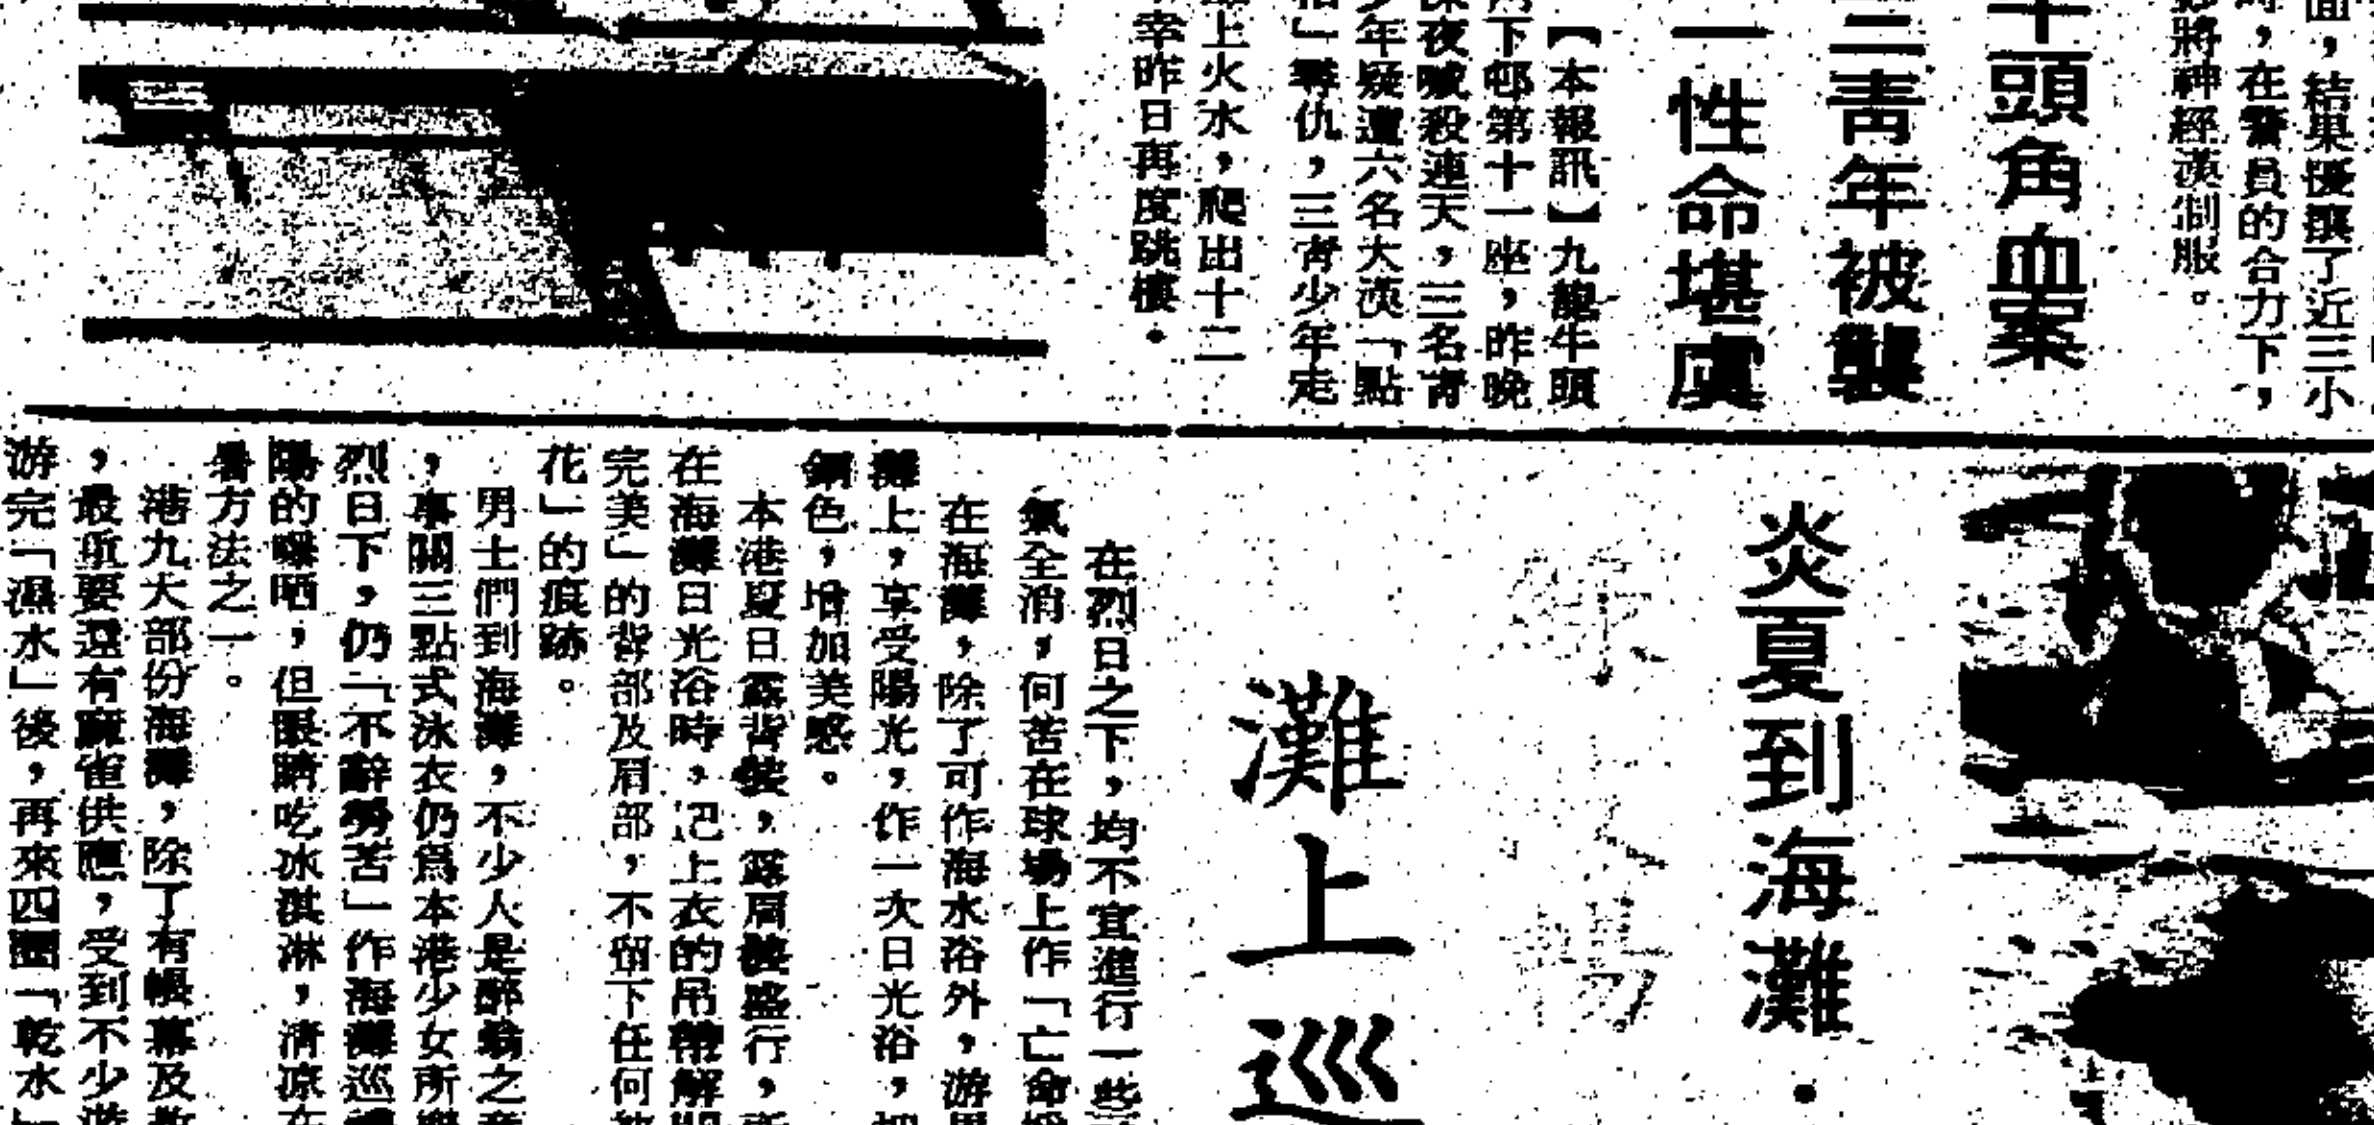 面，結果優旗了近三小
時，在警員的合力下，
將神經漢制服。
牛頭角血案
三青年被襲
一性命堪虞
【本報訊】九龍牛頭
下邨第十一座，昨晚
深夜喊殺連天，三名青
少年疑遭六名大漢「點
」尋仇，三青少年走
上火水，爬出十二
幸昨日再度跳樓。
炎夏到海灘·
灘上巡
在烈日之下，均不宜進行一些
氣全消，何苦在球場上作「亡命
在海灘，除了可作海水浴外，游
灘上，享受陽光，作一次日光浴，
銅色，增加美感。
本港夏日露背裝，露肩裝盛行，
在海灘日光浴時，把上衣的吊帶解
完美」的背部及肩部，不留下任何
花」的痕跡。
男士們到海灘，不少人是醉翁之意
，事關三點式泳衣仍爲本港少女所
烈日下，仍「不辭勞苦」作海灘巡
陽的曝晒，但眼睛吃冰淇淋，清凉
暑方法之一。
港九大部份海灘，除了有帳幕及
，最重要還有麻雀供應，受到不少游
游完「濕水」後，再來四圈「乾水」